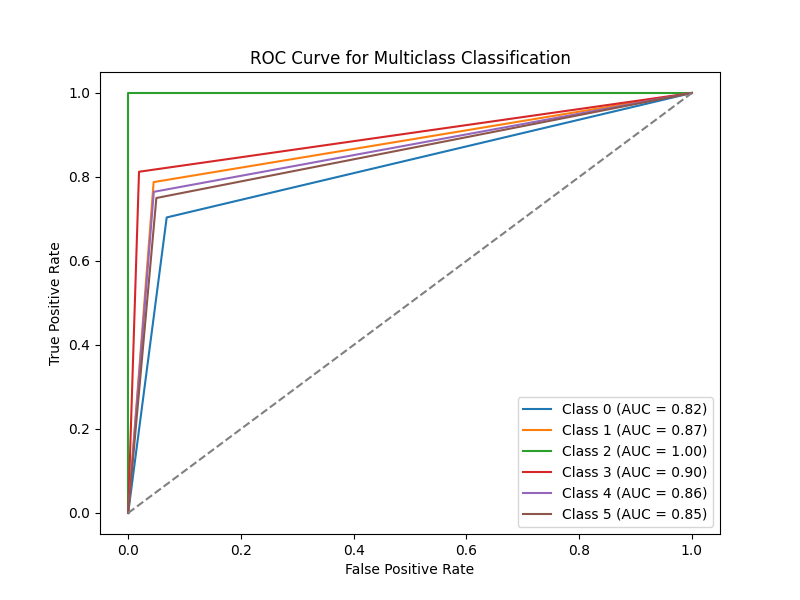 ROC Curve for Multiclass Classification
True Positive Rate
1.0
0.8
0.6
0.4
0.2
0.0
Class 0 (AUC = 0.82)
Class 1 (AUC = 0.87)
Class 2 (AUC = 1.00)
Class 3 (AUC = 0.90)
Class 4 (AUC = 0.86)
Class 5 (AUC = 0.85)
0.0 0.2 0.4 0.6 0.8 1.0
False Positive Rate